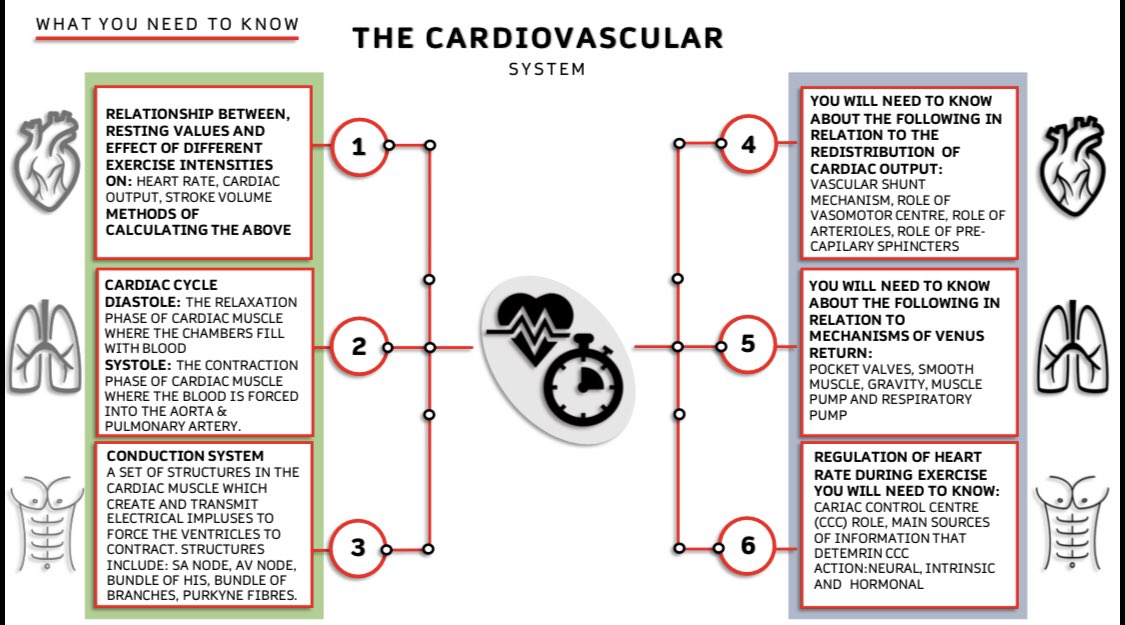 WHAT YOU NEED TO KNOW
THE CARDIOVASCULAR
SYSTEM
RELATIONSHIP BETWEEN,
RESTING VALUES AND
EFFECT OF DIFFERENT
EXERCISE INTENSITIES
ON: HEART RATE, CARDIAC
OUTPUT, STROKE VOLUME
METHODS OF
CALCULATING THE ABOVE
1
CARDIAC CYCLE
DIASTOLE: THE RELAXATION
PHASE OF CARDIAC MUSCLE
WHERE THE CHAMBERS FILL
WITH BLOOD
SYSTOLE: THE CONTRACTION
PHASE OF CARDIAC MUSCLE
WHERE THE BLOOD IS FORCED
INTO THE AORTA &
PULMONARY ARTERY.
2
CONDUCTION SYSTEM
A SET OF STRUCTURES IN THE
CARDIAC MUSCLE WHICH
CREATE AND TRANSMIT
ELECTRICAL IMPLUSES TO
FORCE THE VENTRICLES TO
CONTRACT. STRUCTURES
INCLUDE: SA NODE, AV NODE,
BUNDLE OF HIS, BUNDLE OF
BRANCHES, PURKYNE FIBRES.
3
4
YOU WILL NEED TO KNOW
ABOUT THE FOLLOWING IN
RELATION TO THE
REDISTRIBUTION OF
CARDIAC OUTPUT:
VASCULAR SHUNT
MECHANISM, ROLE OF
VASOMOTOR CENTRE, ROLE OF
ARTERIOLES, ROLE OF PRE-
CAPILARY SPHINCTERS
5
YOU WILL NEED TO KNOW
ABOUT THE FOLLOWING IN
RELATION TO
MECHANISMS OF VENUS
RETURN:
POCKET VALVES, SMOOTH
MUSCLE, GRAVITY, MUSCLE
PUMP AND RESPIRATORY
PUMP
6
REGULATION OF HEART
RATE DURING EXERCISE
YOU WILL NEED TO KNOW:
CARIAC CONTROL CENTRE
(CCC) ROLE, MAIN SOURCES
OF INFORMATION THAT
DETEMRIN CCC
ACTION:NEURAL, INTRINSIC
AND HORMONAL